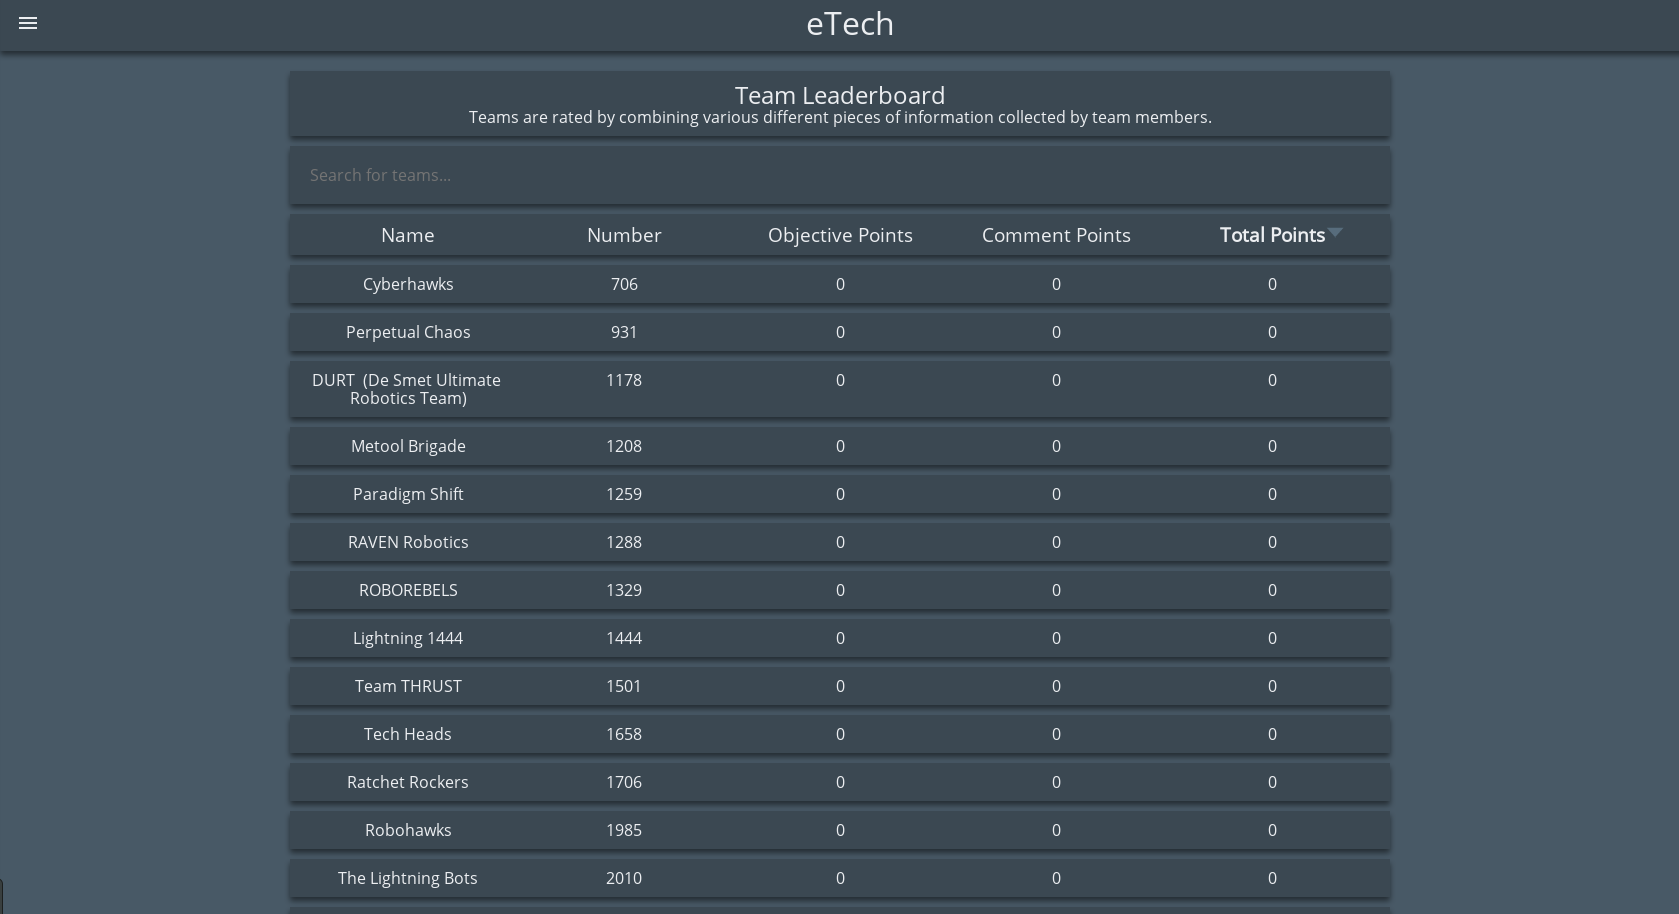 eTech
Team Leaderboard
Teams are rated by combining various different pieces of information collected by team members.
Search for teams...
Name Number Objective Points Comment Points Total Points
Cyberhawks 706 0 0 0
Perpetual Chaos 931 0 0 0
DURT (De Smet Ultimate 1178 0 0 0
Robotics Team)
Metool Brigade 1208 0 0 0
Paradigm Shift 1259 0 0 0
RAVEN Robotics 1288 0 0 0
ROBOREBELS 1329 0 0 0
Lightning 1444 1444 0 0 0
Team THRUST 1501 0 0 0
Tech Heads 1658 0 0 0
Ratchet Rockers 1706 0 0 0
Robohawks 1985 0 0 0
The Lightning Bots 2010 0 0 0